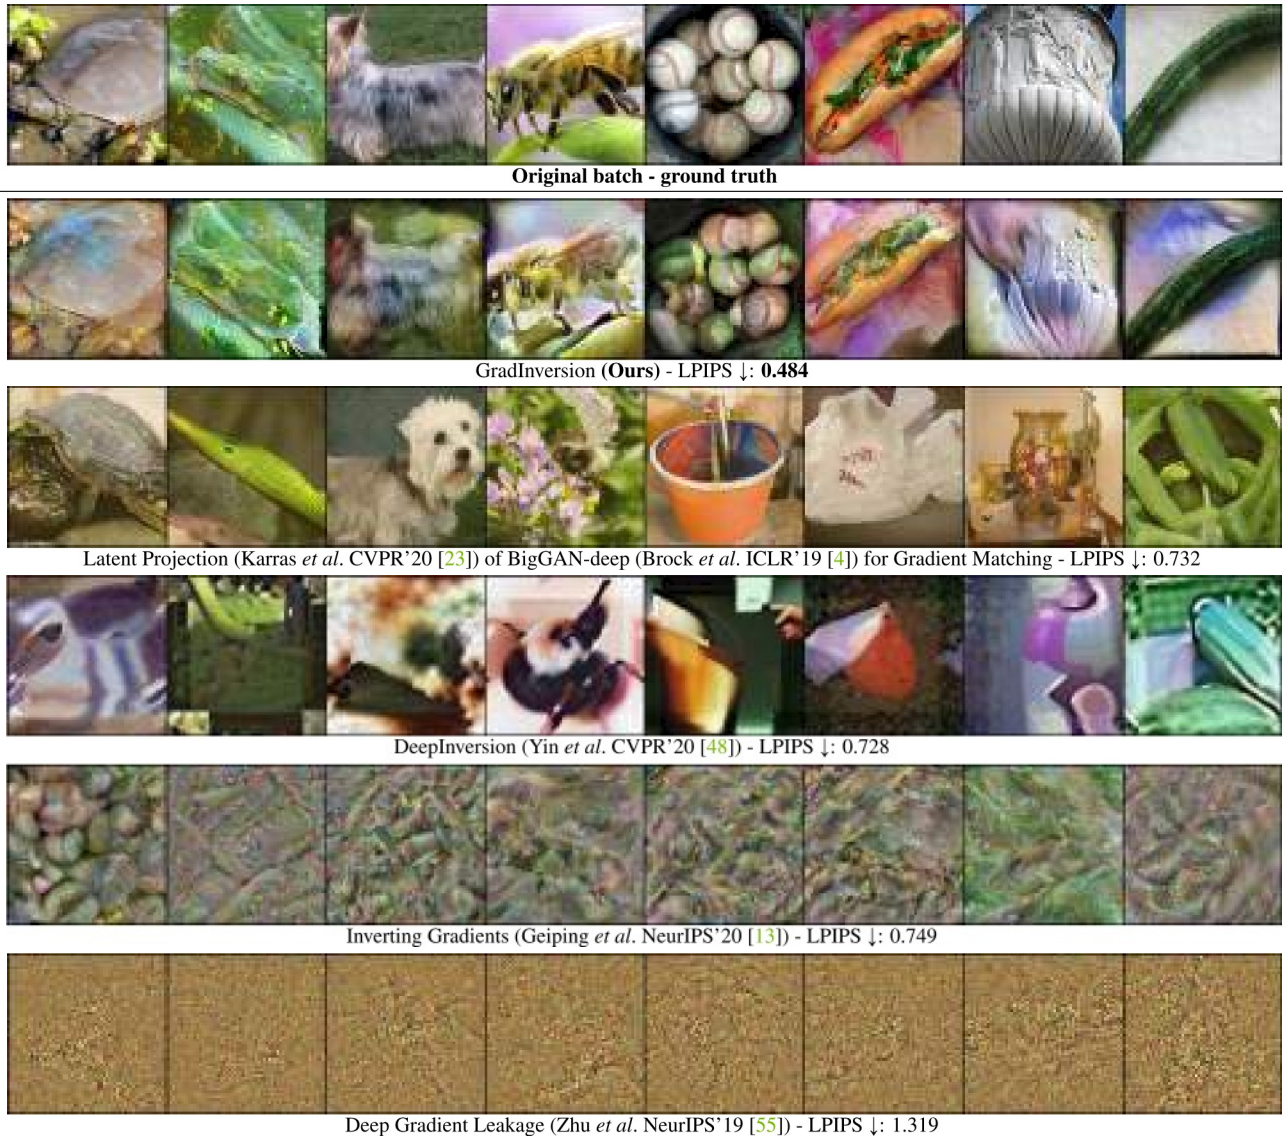 Original batch - ground truth
GradInversion (Ours) - LPIPS ↓: 0.484
Latent Projection (Karras et al. CVPR'20 [23]) of BigGAN-deep (Brock et al. ICLR'19 [4]) for Gradient Matching - LPIPS ↓: 0.732
DeepInversion (Yin et al. CVPR'20 [48]) - LPIPS ↓: 0.728
Inverting Gradients (Geiping et al. NeurIPS'20 [13]) - LPIPS ↓: 0.749
Deep Gradient Leakage (Zhu et al. NeurIPS'19 [55]) - LPIPS ↓: 1.319